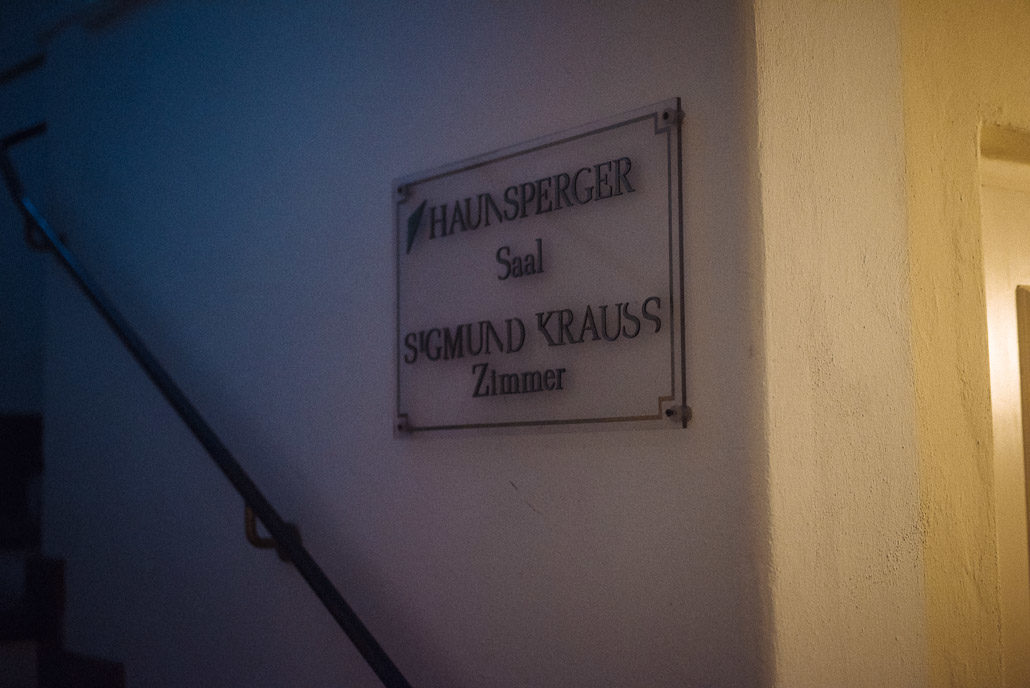 HAUNSPERGER
Saal
SIGMUND KRAUSS
Zimmer